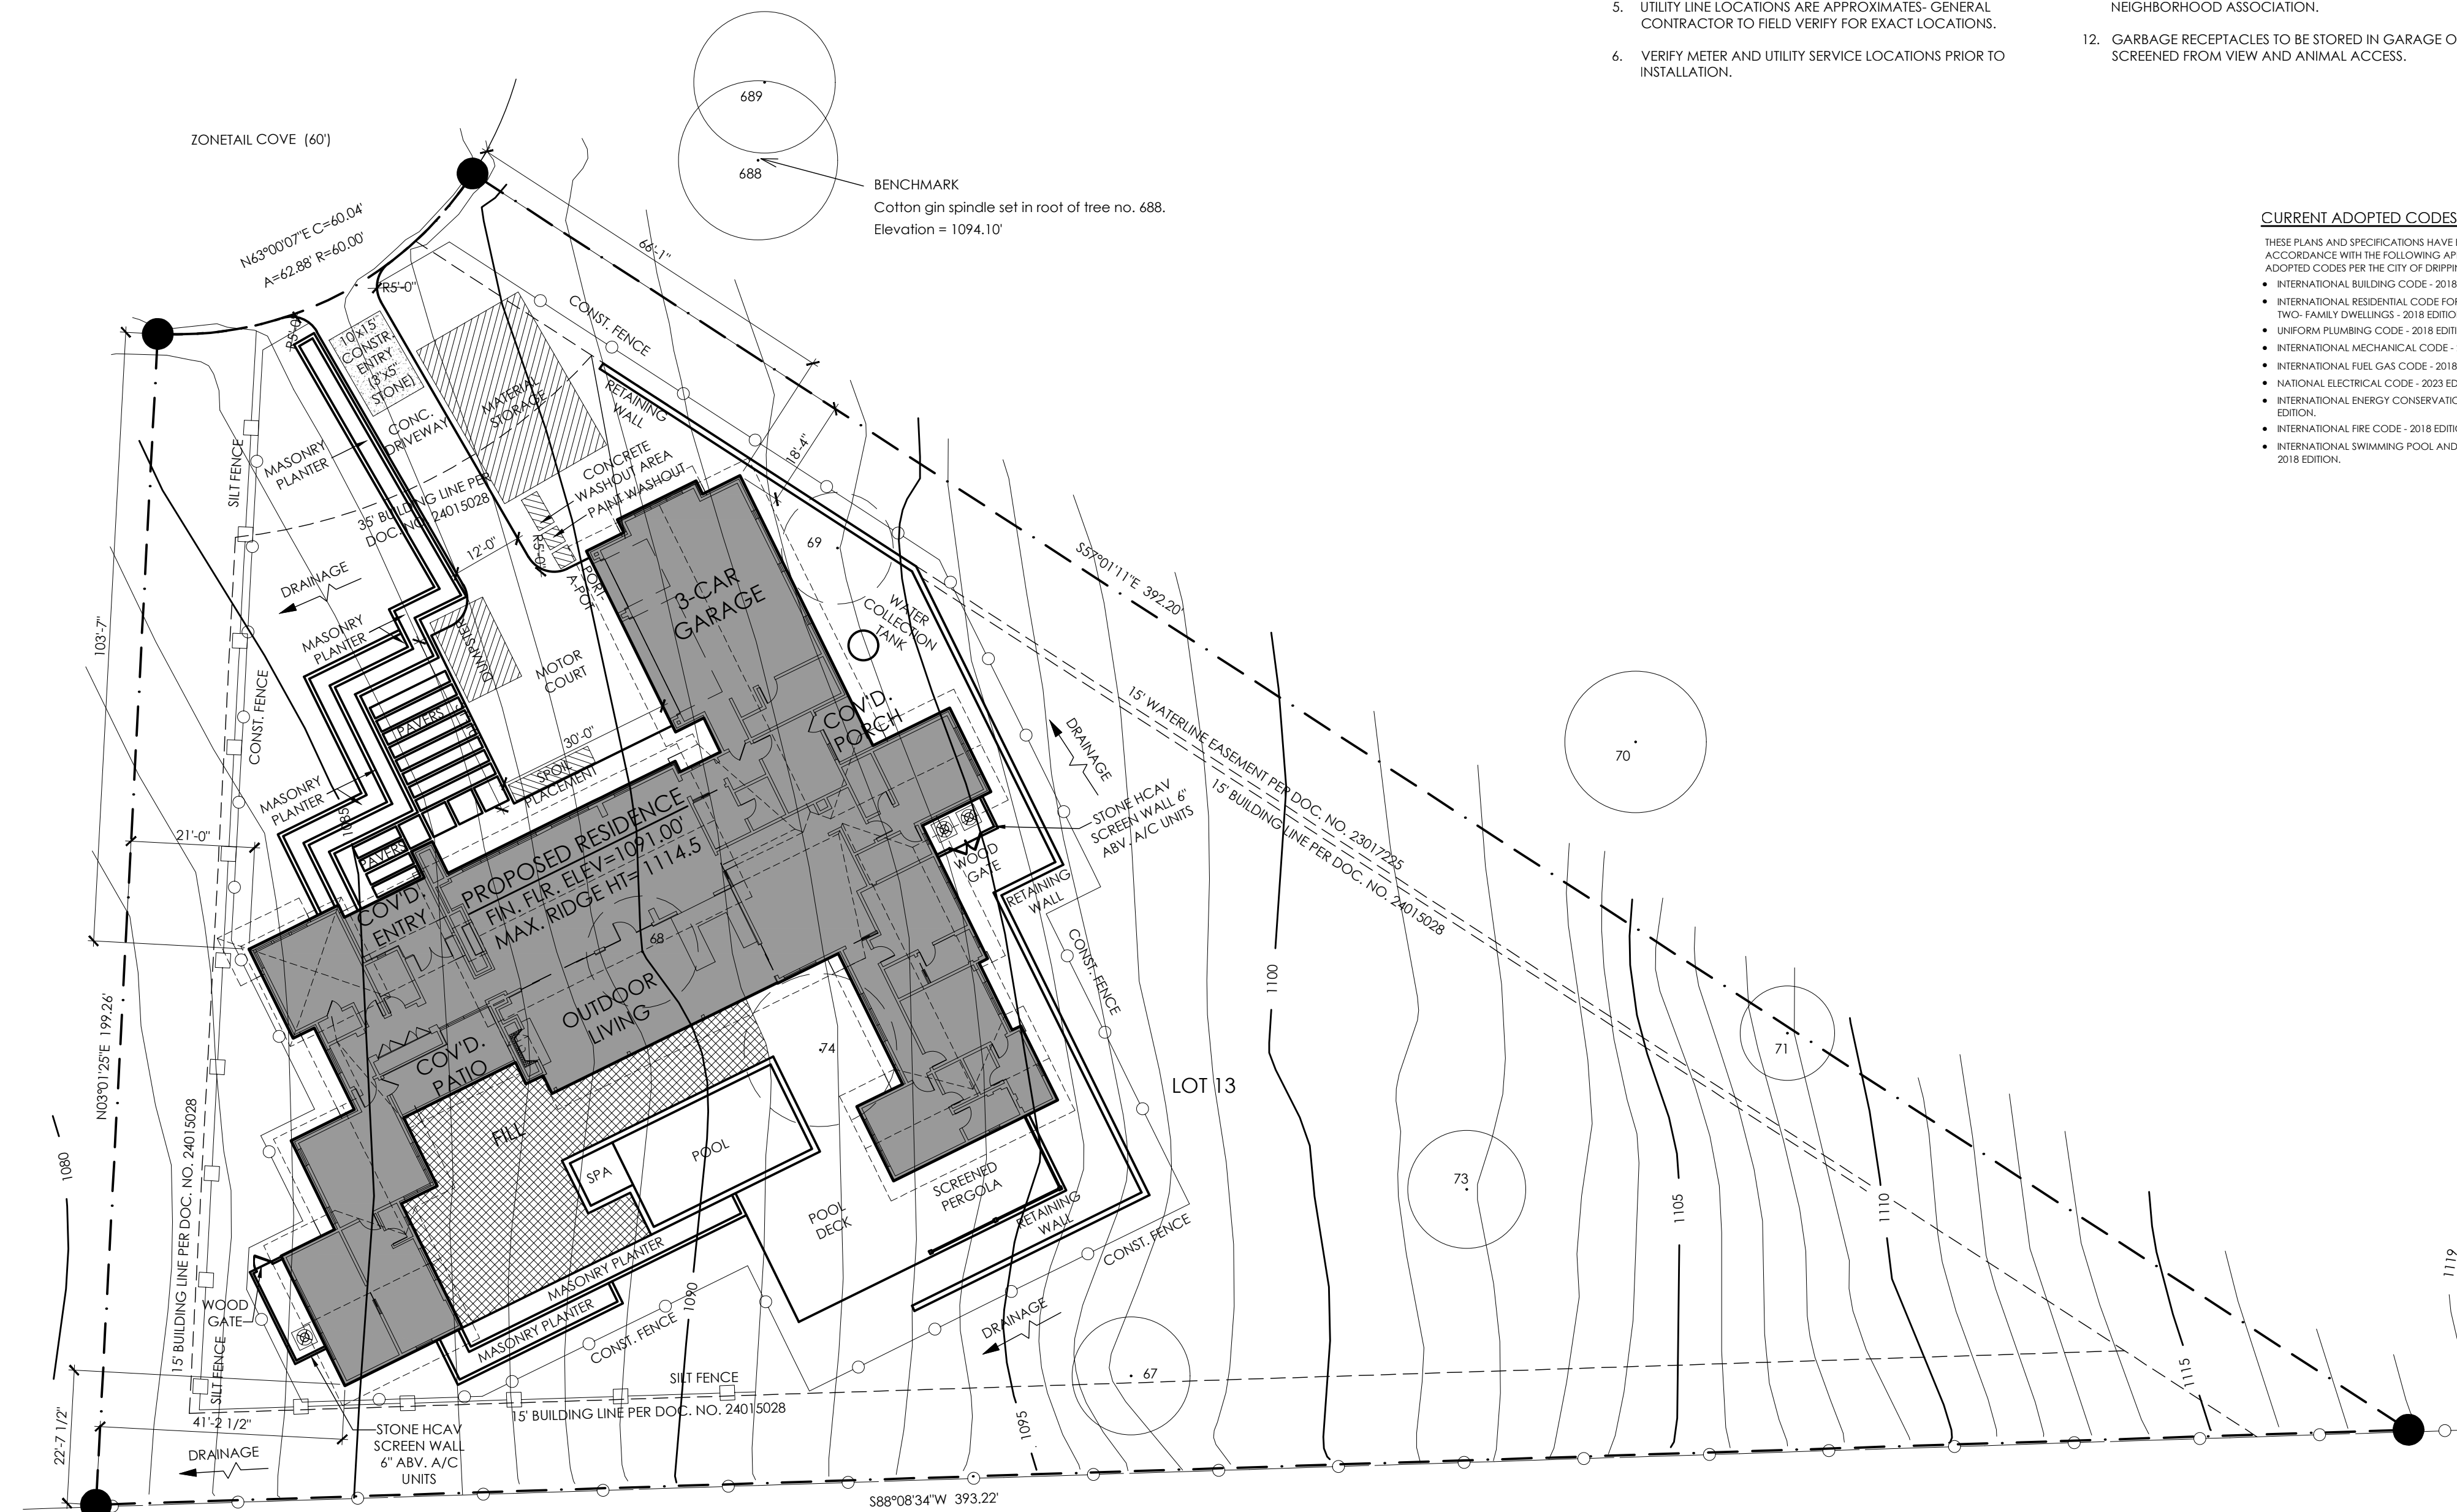 5. UTILITY LINE LOCATIONS ARE APPROXIMATES- GENERAL
CONTRACTOR TO FIELD VERIFY FOR EXACT LOCATIONS.
6. VERIFY METER AND UTILITY SERVICE LOCATIONS PRIOR TO
INSTALLATION.
NEIGHBORHOOD ASSOCIATION.
12. GARBAGE RECEPTACLES TO BE STORED IN GARAGE O
SCREENED FROM VIEW AND ANIMAL ACCESS.
CURRENT ADOPTED CODES
THESE PLANS AND SPECIFICATIONS HAVE
ACCORDANCE WITH THE FOLLOWING AP
ADOPTED CODES PER THE CITY OF DRIPPI
• INTERNATIONAL BUILDING CODE - 2018
• INTERNATIONAL RESIDENTIAL CODE FO
TWO- FAMILY DWELLINGS - 2018 EDITIO
• UNIFORM PLUMBING CODE - 2018 EDITI
• INTERNATIONAL MECHANICAL CODE -
• INTERNATIONAL FUEL GAS CODE - 2018
• NATIONAL ELECTRICAL CODE - 2023 ED
• INTERNATIONAL ENERGY CONSERVATIO
EDITION.
• INTERNATIONAL FIRE CODE - 2018 EDITI
• INTERNATIONAL SWIMMING POOL AND
2018 EDITION.
689
688
BENCHMARK
Cotton gin spindle set in root of tree no. 688.
Elevation = 1094.10'
ZONETAIL COVE (60')
N63°00'07"E C=60.04'
A=62.88' R=60.00'
R5'-0"
R5'-0"
66'-1"
CONST. FENCE
10'x15'
CONSTR.
ENTRY
(3"x5"
STONE)
CONC.
DRIVEWAY
MATERIAL
STORAGE
RETAINING
WALL
MASONRY
PLANTER
SILT FENCE
35' BUILDING LINE PER
DOC. NO. 24015028
CONCRETE
WASHOUT AREA
PAINT WASHOUT
18'-4"
12'-0"
R5'-0"
PORT-
A-POT
DRAINAGE
69
3-CAR
GARAGE
WATER
COLLECTION
TANK
S57°01'11"E 392.20'
103'-7"
MASONRY
PLANTER
DUMPSTER
MOTOR
COURT
PAVERS
CONST. FENCE
30'-0"
SPOIL
PLACEMENT
COV'D.
PORCH
DRAINAGE
15' WATERLINE EASEMENT PER DOC. NO. 23017225
15' BUILDING LINE PER DOC. NO. 24015028
70
MASONRY
PLANTER
1085
21'-0"
PAVERS
STONE HCAV
SCREEN WALL 6"
ABV. A/C UNITS
WOOD
GATE
RETAINING
WALL
PROPOSED RESIDENCE
FIN. FLR. ELEV=1091.00'
MAX. RIDGE HT= 1114.5
COV'D.
ENTRY
68
OUTDOOR
LIVING
CONST. FENCE
1100
N03°01'25"E 199.26'
COV'D.
PATIO
74
71
LOT 13
FILL
POOL
SPA
1080
15' BUILDING LINE PER DOC. NO. 24015028
POOL
DECK
SCREENED
PERGOLA
RETAINING
WALL
CONST. FENCE
73
1105
1110
1119
MASONRY PLANTER
MASONRY PLANTER
CONST. FENCE
1090
WOOD
GATE
SILT FENCE
DRAINAGE
67
1115
SILT FENCE
15' BUILDING LINE PER DOC. NO. 24015028
1095
22'-7 1/2"
41'-2 1/2"
DRAINAGE
STONE HCAV
SCREEN WALL
6" ABV. A/C
UNITS
S88°08'34"W 393.22'